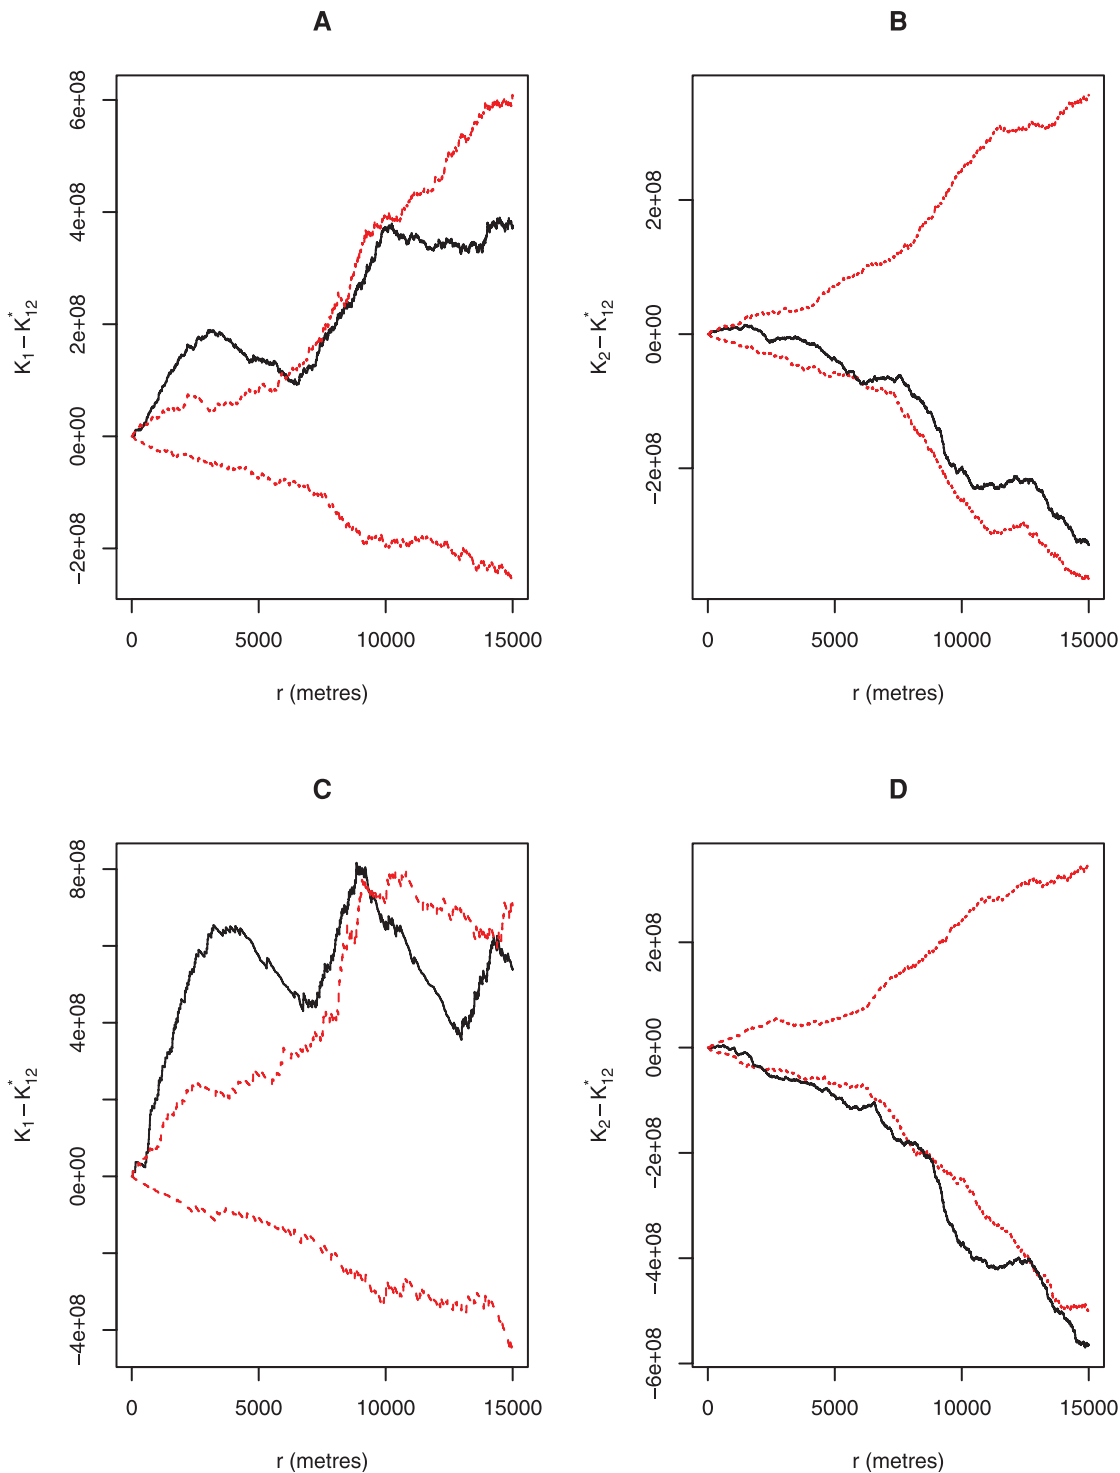 A
K₁ − K*₁₂
−2e+08 0e+00 2e+08 4e+08 6e+08
0 5000 10000 15000
r (metres)
B
K₂ − K*₁₂
−2e+08 0e+00 2e+08
0 5000 10000 15000
r (metres)
C
K₁ − K*₁₂
−4e+08 0e+00 4e+08 8e+08
0 5000 10000 15000
r (metres)
D
K₂ − K*₁₂
−6e+08 −4e+08 −2e+08 0e+00 2e+08
0 5000 10000 15000
r (metres)